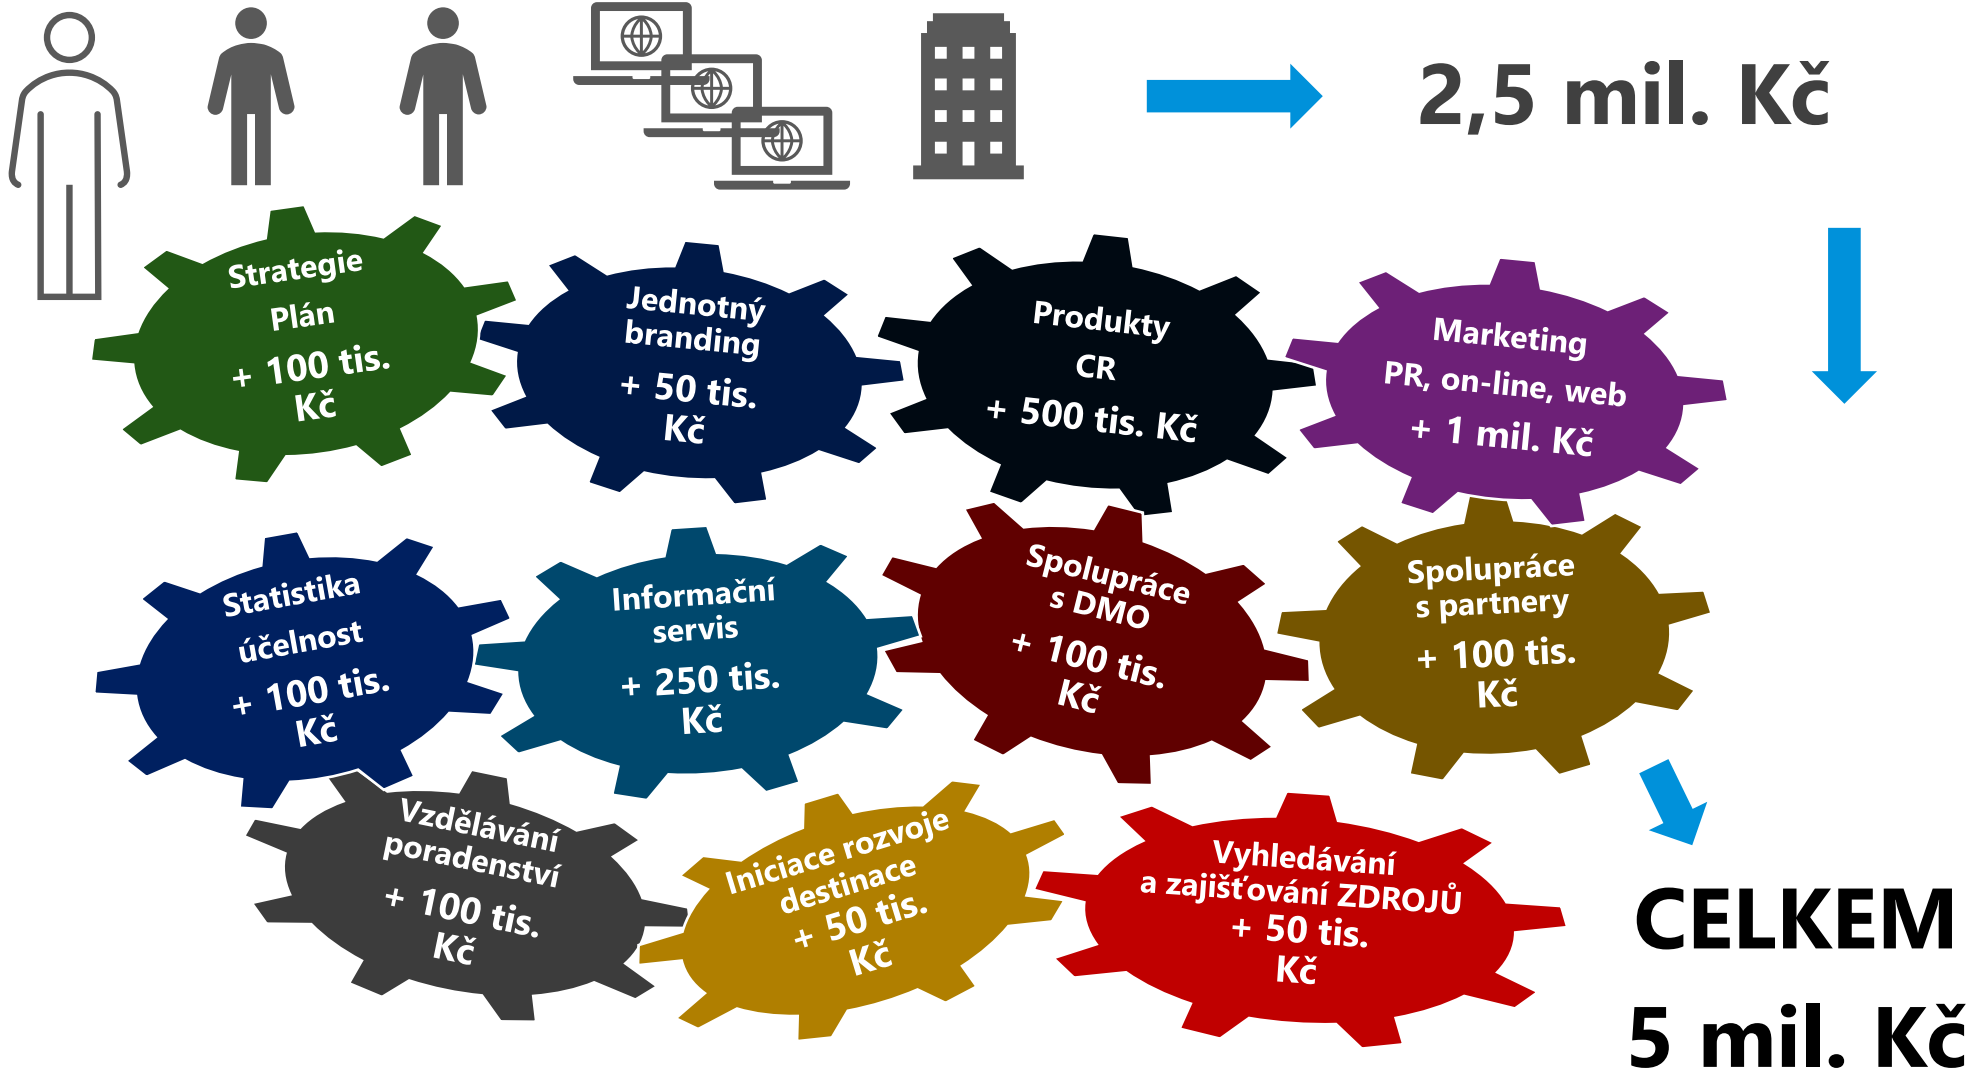 2,5 mil. Kč
Strategie
Plán
+ 100 tis.
Kč
Jednotný
branding
+ 50 tis.
Kč
Produkty
CR
+ 500 tis. Kč
Marketing
PR, on-line, web
+ 1 mil. Kč
Statistika
účelnost
+ 100 tis.
Kč
Informační
servis
+ 250 tis.
Kč
Spolupráce
s DMO
+ 100 tis.
Kč
Spolupráce
s partnery
+ 100 tis.
Kč
Vzdělávání
poradenství
+ 100 tis.
Kč
Iniciace rozvoje
destinace
+ 50 tis.
Kč
Vyhledávání
a zajišťování ZDROJŮ
+ 50 tis.
Kč
CELKEM
5 mil. Kč